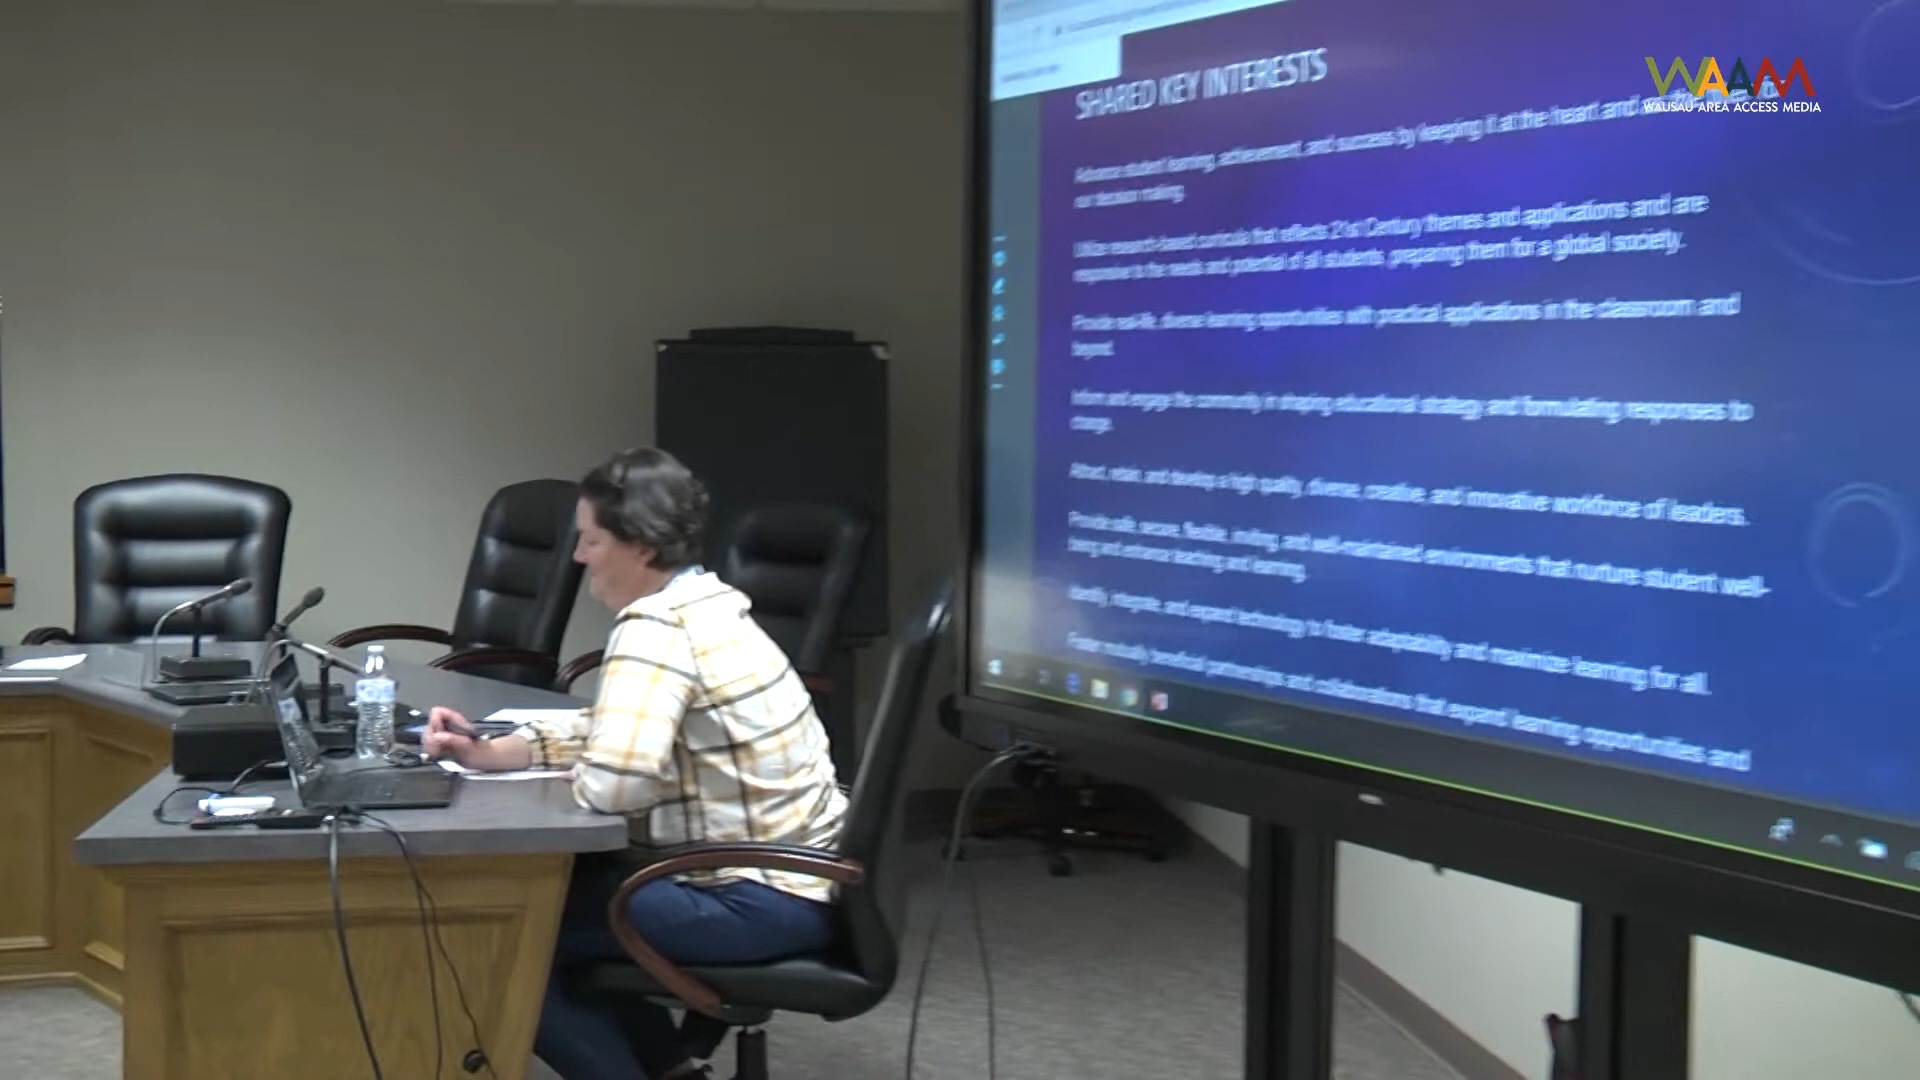 WAAM
WAUSAU AREA ACCESS MEDIA
SHARED KEY INTERESTS
Advance student learning, achievement, and success by keeping it at the heart and
our decision making.
Utilize research-based curricula that reflects 21st Century themes and applications and are
responsive to the needs and potential of all students, preparing them for a global society.
Provide real-life, diverse learning opportunities with practical applications in the classroom and
beyond.
Inform and engage the community in shaping educational strategy and formulating responses to
change.
Attract, retain, and develop a high quality, diverse, creative, and innovative workforce of leaders.
Provide safe, secure, flexible, inviting, and well-maintained environments that nurture student well-
being and enhance teaching and learning.
Identify, integrate, and expand technology to foster adaptability and maximize learning for all.
Foster mutually beneficial partnerships and collaborations that expand learning opportunities and